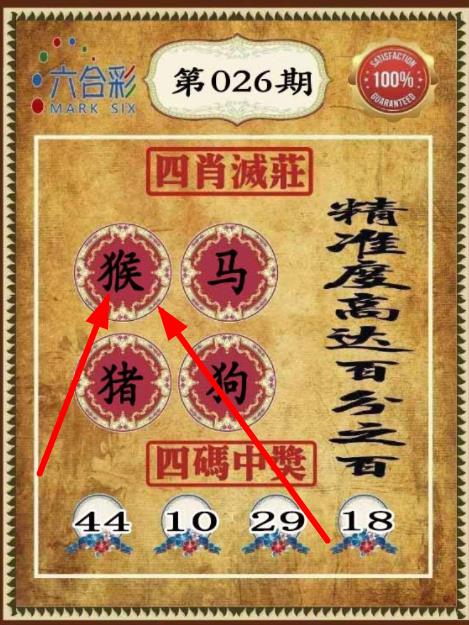 六合彩
MARK SIX
第026期
SATISFACTION
100%
GUARANTEED
四肖滅莊
猴 马
猪 狗
精准度高达百分之百
四碼中獎
44 10 29 18